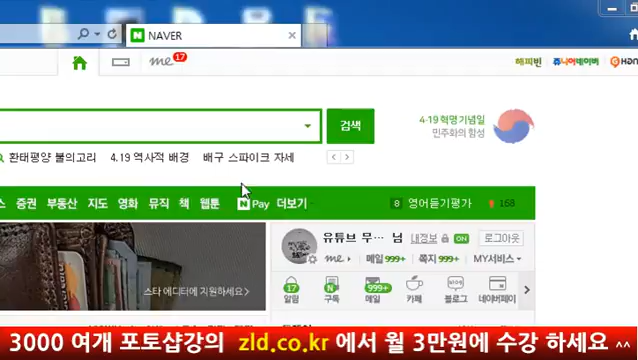 NAVER
me 17
해피빈 쥬니어네이버
검색
4·19 혁명 기념일
민주화의 함성
환태평양 불의고리 4.19 역사적 배경 배구 스파이크 자세
스 증권 부동산 지도 영화 뮤직 책 웹툰 N Pay 더보기
8 영어듣기평가 168
유튜브 무… 님 내정보 ON 로그아웃
me 메일 999+ 쪽지 999+ MY서비스
스타 에디터에 지원하세요 >
17 N 999+ blog
알림 구독 메일 카페 블로그 네이버페이
3000 여개 포토샵강의 zld.co.kr 에서 월 3만원에 수강 하세요 ^^